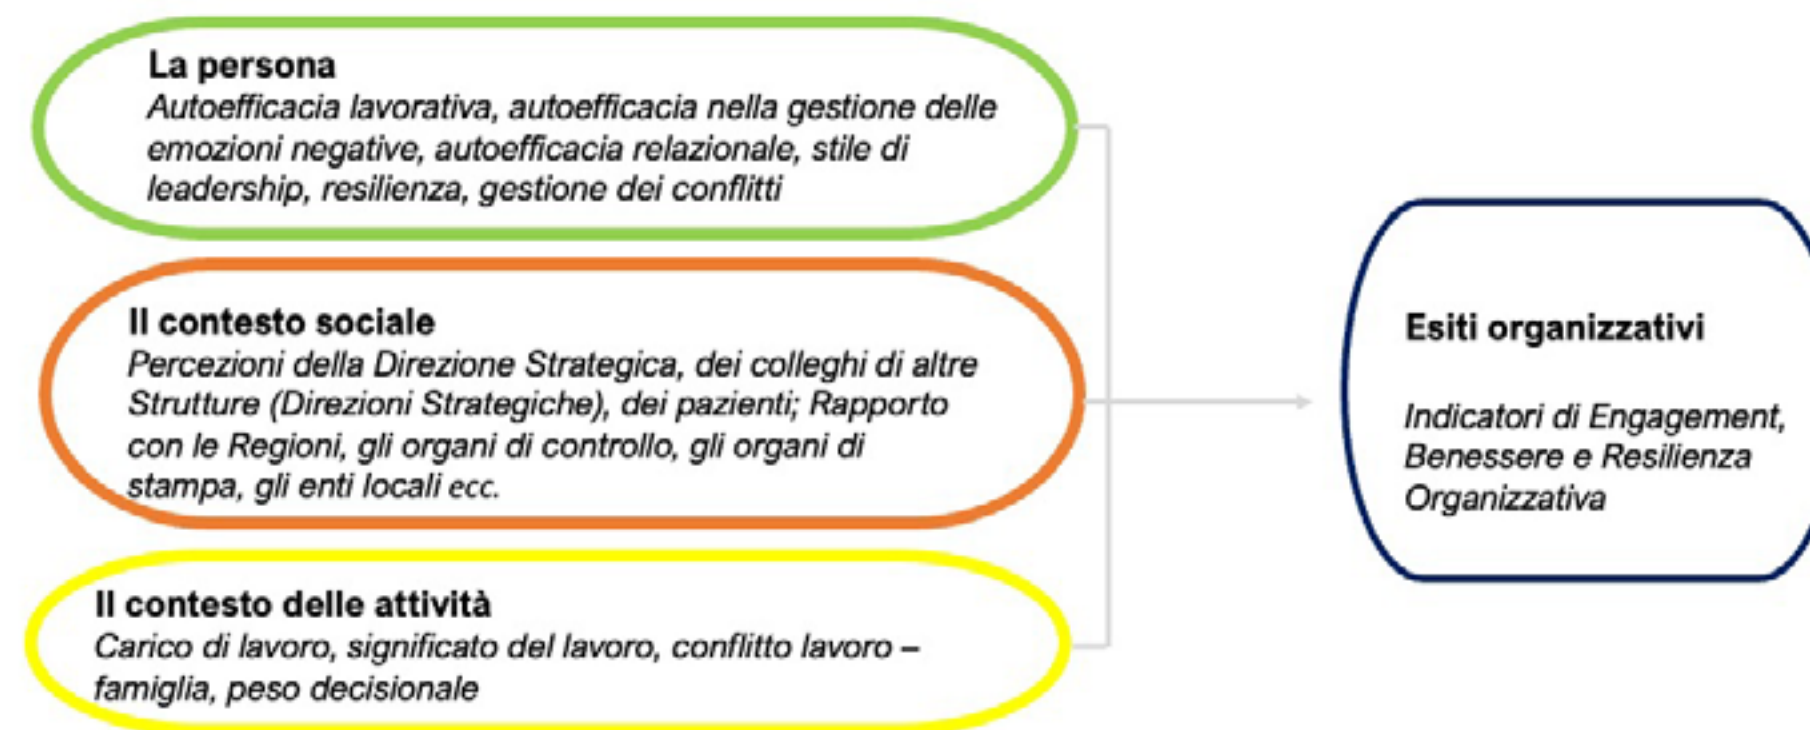 La persona
Autoefficacia lavorativa, autoefficacia nella gestione delle
emozioni negative, autoefficacia relazionale, stile di
leadership, resilienza, gestione dei conflitti
Il contesto sociale
Percezioni della Direzione Strategica, dei colleghi di altre
Strutture (Direzioni Strategiche), dei pazienti; Rapporto
con le Regioni, gli organi di controllo, gli organi di
stampa, gli enti locali ecc.
Il contesto delle attività
Carico di lavoro, significato del lavoro, conflitto lavoro –
famiglia, peso decisionale
Esiti organizzativi
Indicatori di Engagement,
Benessere e Resilienza
Organizzativa